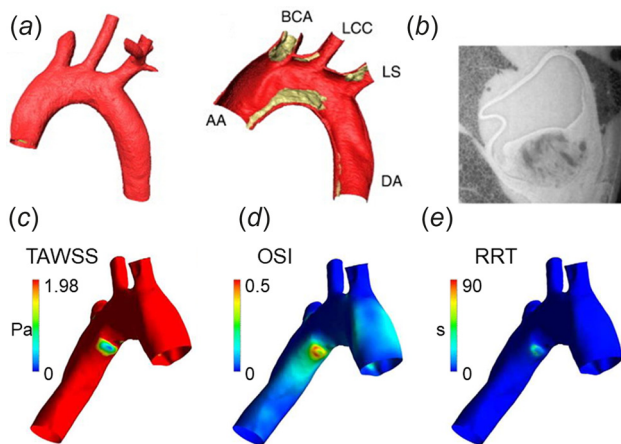 (a)
BCA
LCC
LS
AA
DA
(b)
(c)
TAWSS
1.98
Pa
0
(d)
OSI
0.5
0
(e)
RRT
90
s
0